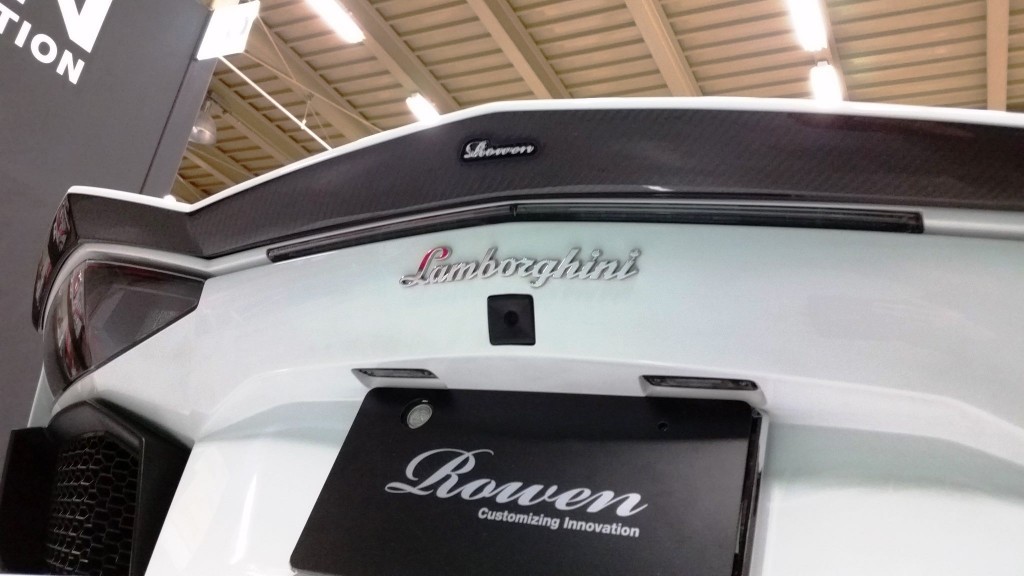 TION
Rowen
Lamborghini
Rowen
Customizing Innovation